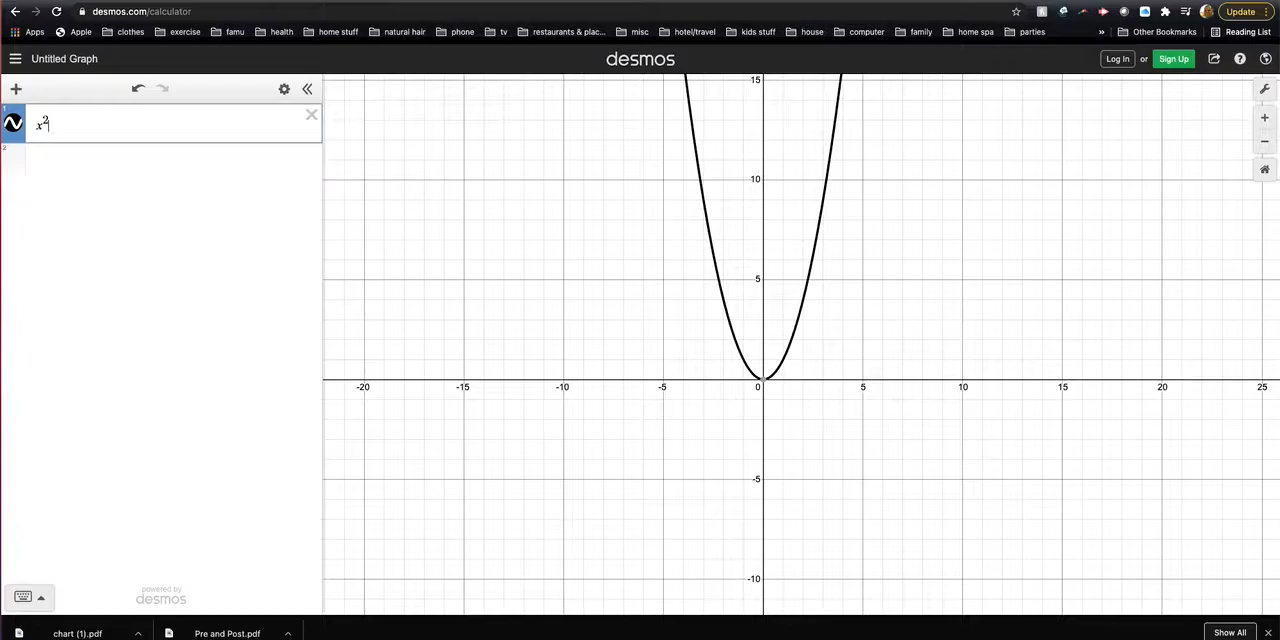 desmos.com/calculator
Update
Apps Apple clothes exercise famu health home stuff natural hair phone tv restaurants & plac... misc hotel/travel kids stuff house computer family home spa parties » Other Bookmarks Reading List
Untitled Graph desmos Log In or Sign Up
1
x²
2
15
10
5
-20 -15 -10 -5 0 5 10 15 20 25
-5
-10
powered by
desmos
chart (1).pdf Pre and Post.pdf Show All